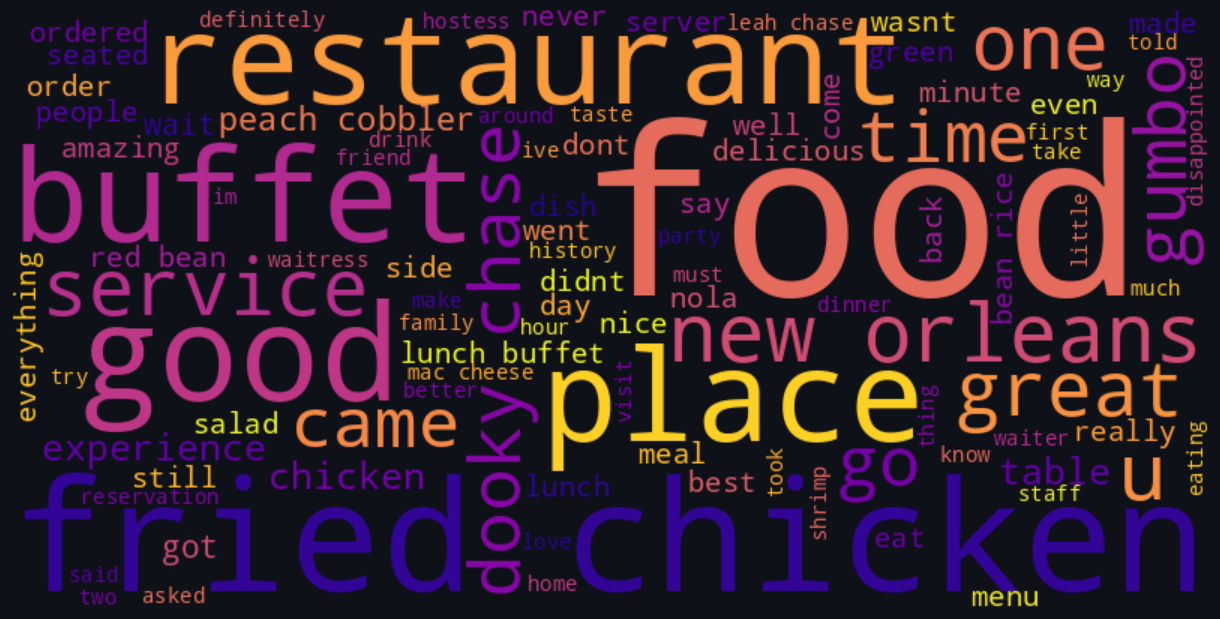 definitely
hostess
never
server
leah chase
wasnt
made
ordered
seated
restaurant
green
one
told
order
way
people
wait
peach cobbler
around
taste
come
minute
even
gumbo
disappointed
amazing
drink
friend
ive
dont
well
delicious
time
first
take
buffet
im
chase
food
dish
say
party
back
bean rice
little
went
history
red bean
waitress
side
didnt
must
nola
dinner
much
everything
service
make
day
family
hour
nice
new orleans
good
lunch buffet
try
mac cheese
better
place
visit
great
thing
salad
came
dooky
experience
meal
waiter
really
know
still
chicken
best
took
go
table
u
eating
reservation
lunch
shrimp
staff
fried chicken
got
love
eat
said
two
asked
home
menu